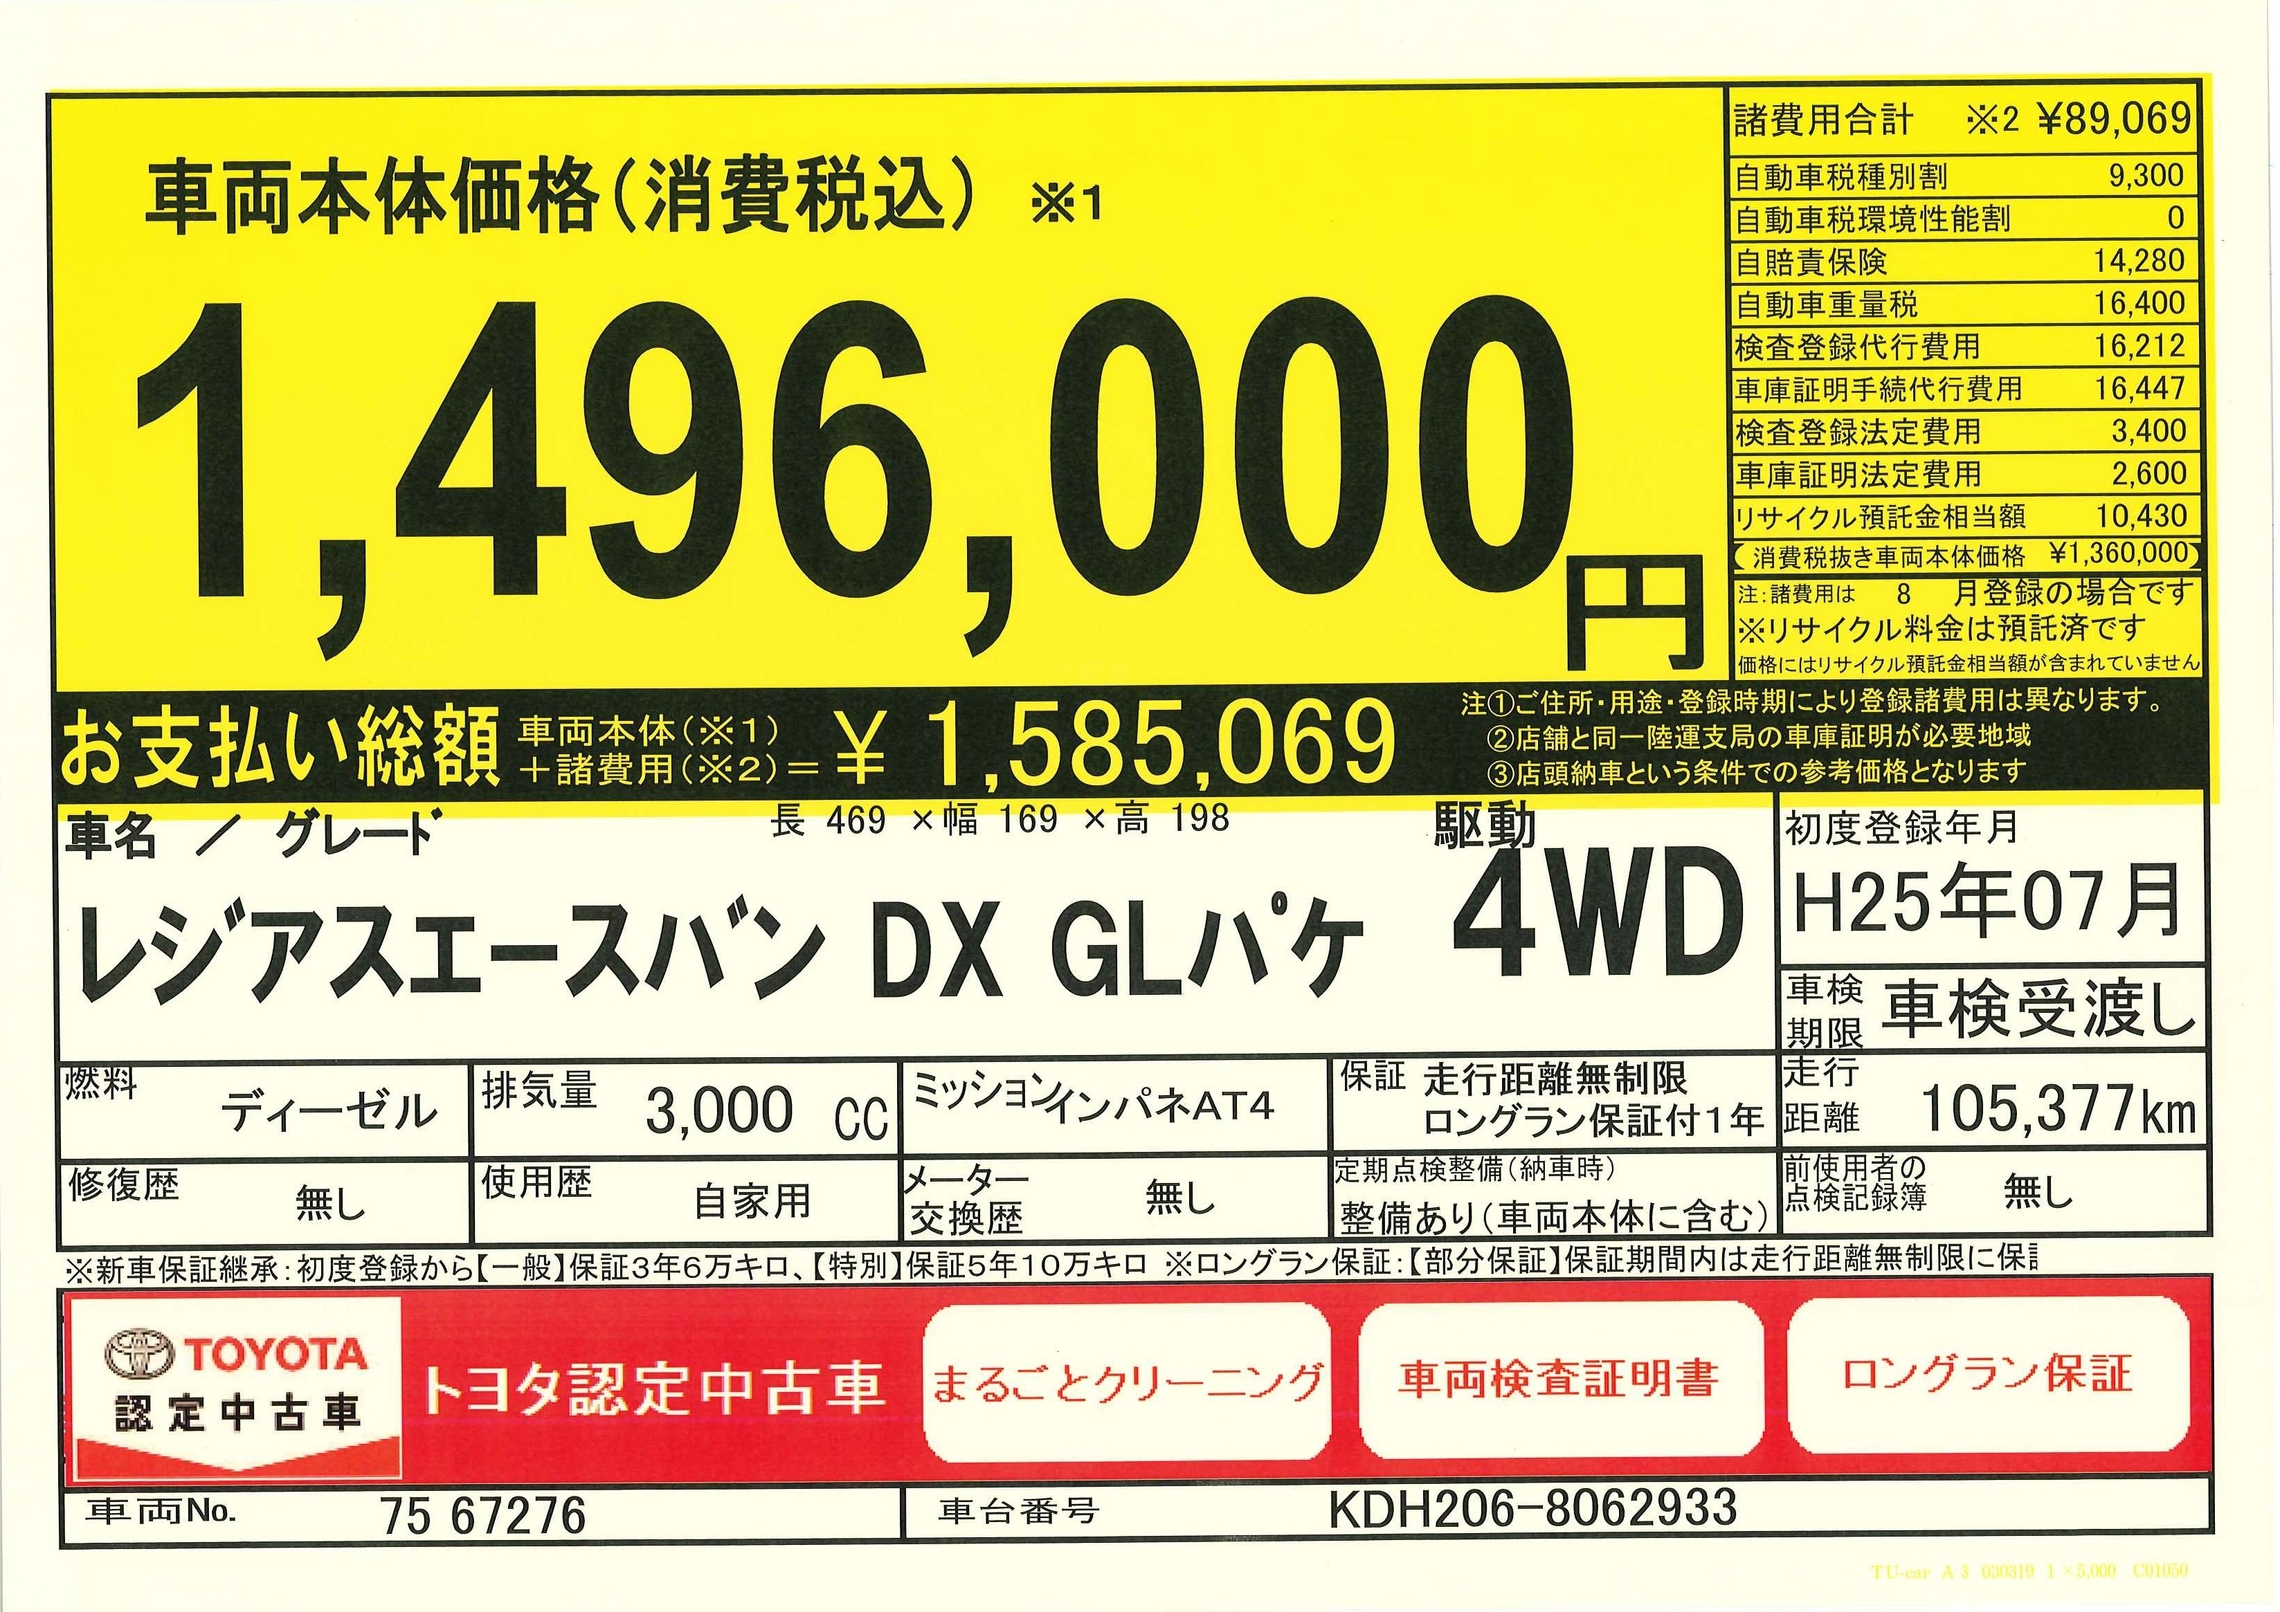 車両本体価格(消費税込) ※1
1,496,000円
諸費用合計 ※2 ¥89,069
自動車税種別割 9,300
自動車税環境性能割 0
自賠責保険 14,280
自動車重量税 16,400
検査登録代行費用 16,212
車庫証明手続代行費用 16,447
検査登録法定費用 3,400
車庫証明法定費用 2,600
リサイクル預託金相当額 10,430
(消費税抜き車両本体価格 ¥1,360,000)
注:諸費用は 8 月登録の場合です
※リサイクル料金は預託済です
価格にはリサイクル預託金相当額が含まれていません
お支払い総額 車両本体(※1)
+諸費用(※2)= ¥ 1,585,069
注①ご住所・用途・登録時期により登録諸費用は異なります。
②店舗と同一陸運支局の車庫証明が必要地域
③店頭納車という条件での参考価格となります
車名 / グレード 長 469 ×幅 169 ×高 198 駆動
レジアスエースバン DX GLパケ 4WD
初度登録年月
H25年07月
車検
期限 車検受渡し
燃料 ディーゼル
排気量 3,000 CC
ミッション インパネAT4
保証 走行距離無制限
ロングラン保証付1年
走行
距離 105,377km
修復歴 無し
使用歴 自家用
メーター
交換歴 無し
定期点検整備(納車時)
整備あり(車両本体に含む)
前使用者の
点検記録簿 無し
※新車保証継承:初度登録から【一般】保証3年6万キロ、【特別】保証5年10万キロ ※ロングラン保証:【部分保証】保証期間内は走行距離無制限に保
TOYOTA
認定中古車
トヨタ認定中古車
まるごとクリーニング
車両検査証明書
ロングラン保証
車両No. 75 67276
車台番号 KDH206-8062933
TU-car A3 030319 1×5,000 C01050